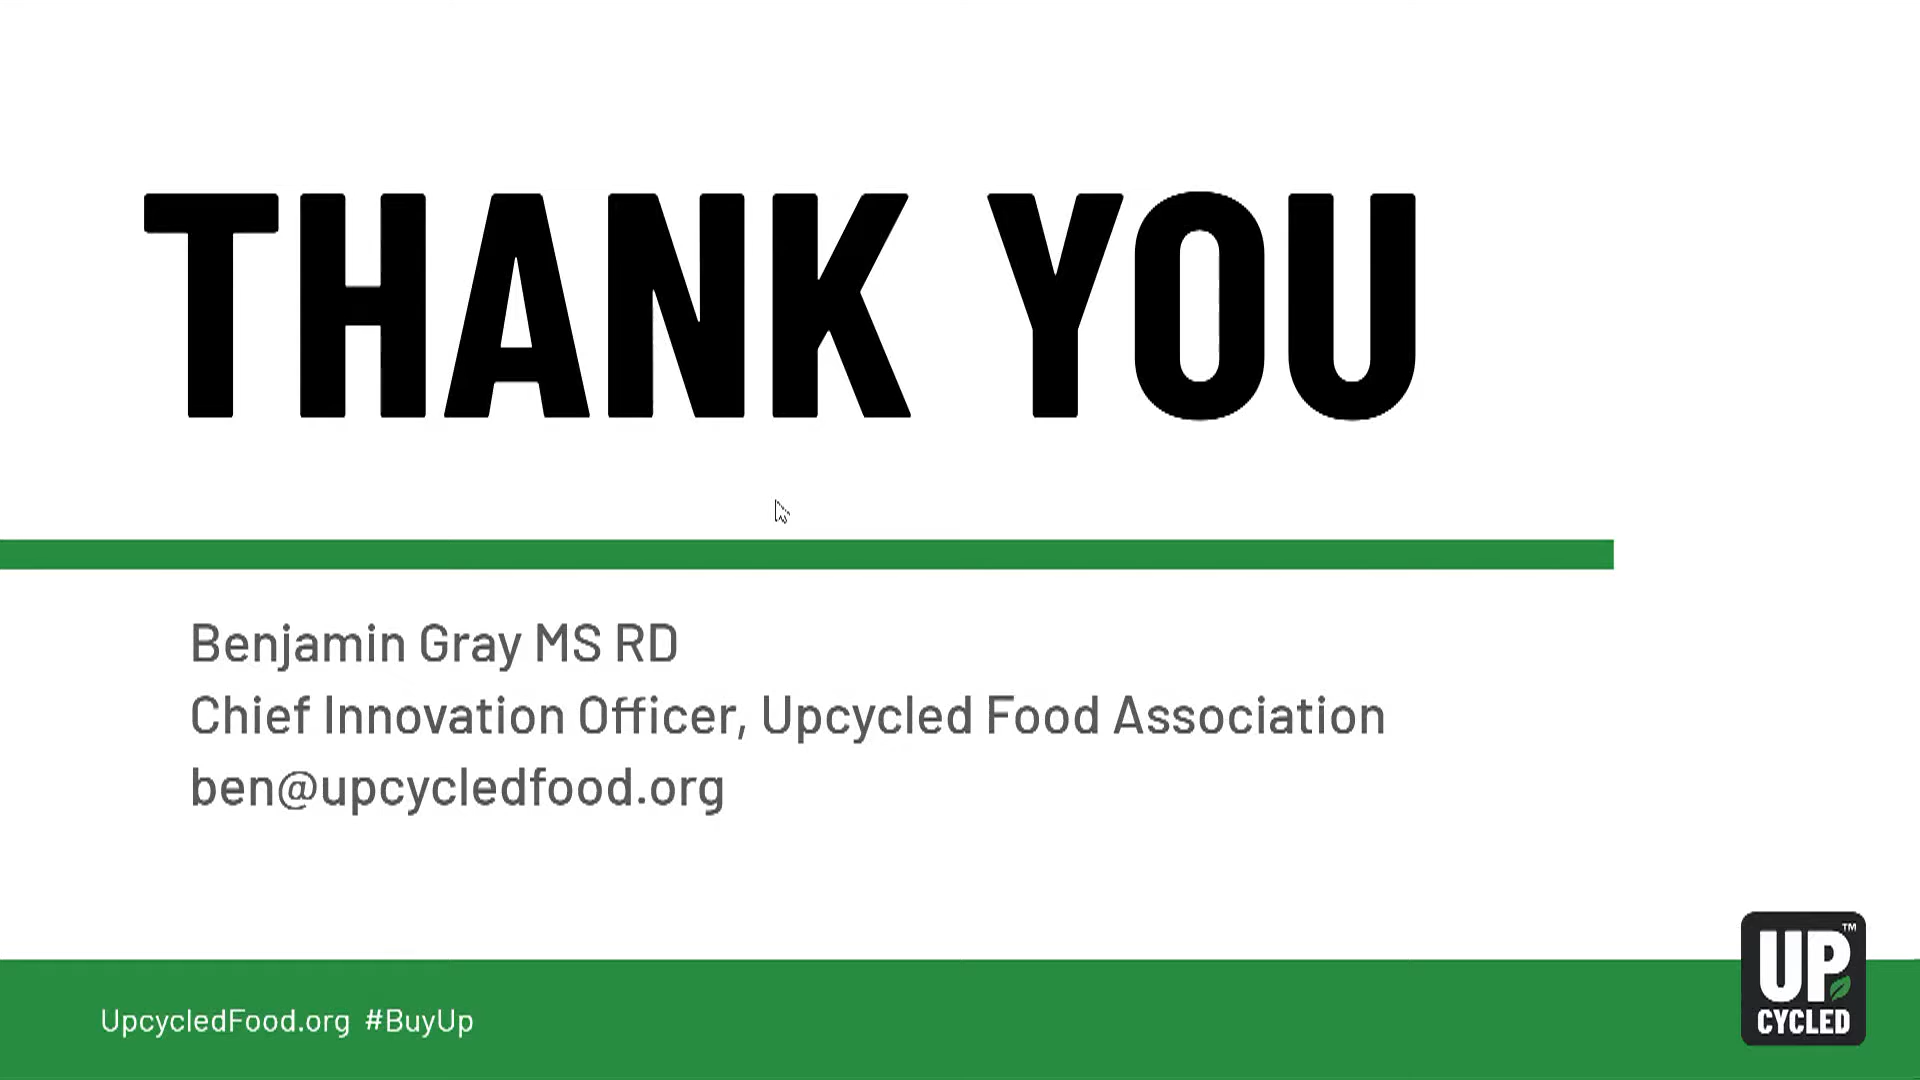 THANK YOU
Benjamin Gray MS RD
Chief Innovation Officer, Upcycled Food Association
ben@upcycledfood.org
UpcycledFood.org #BuyUp
UP™
CYCLED